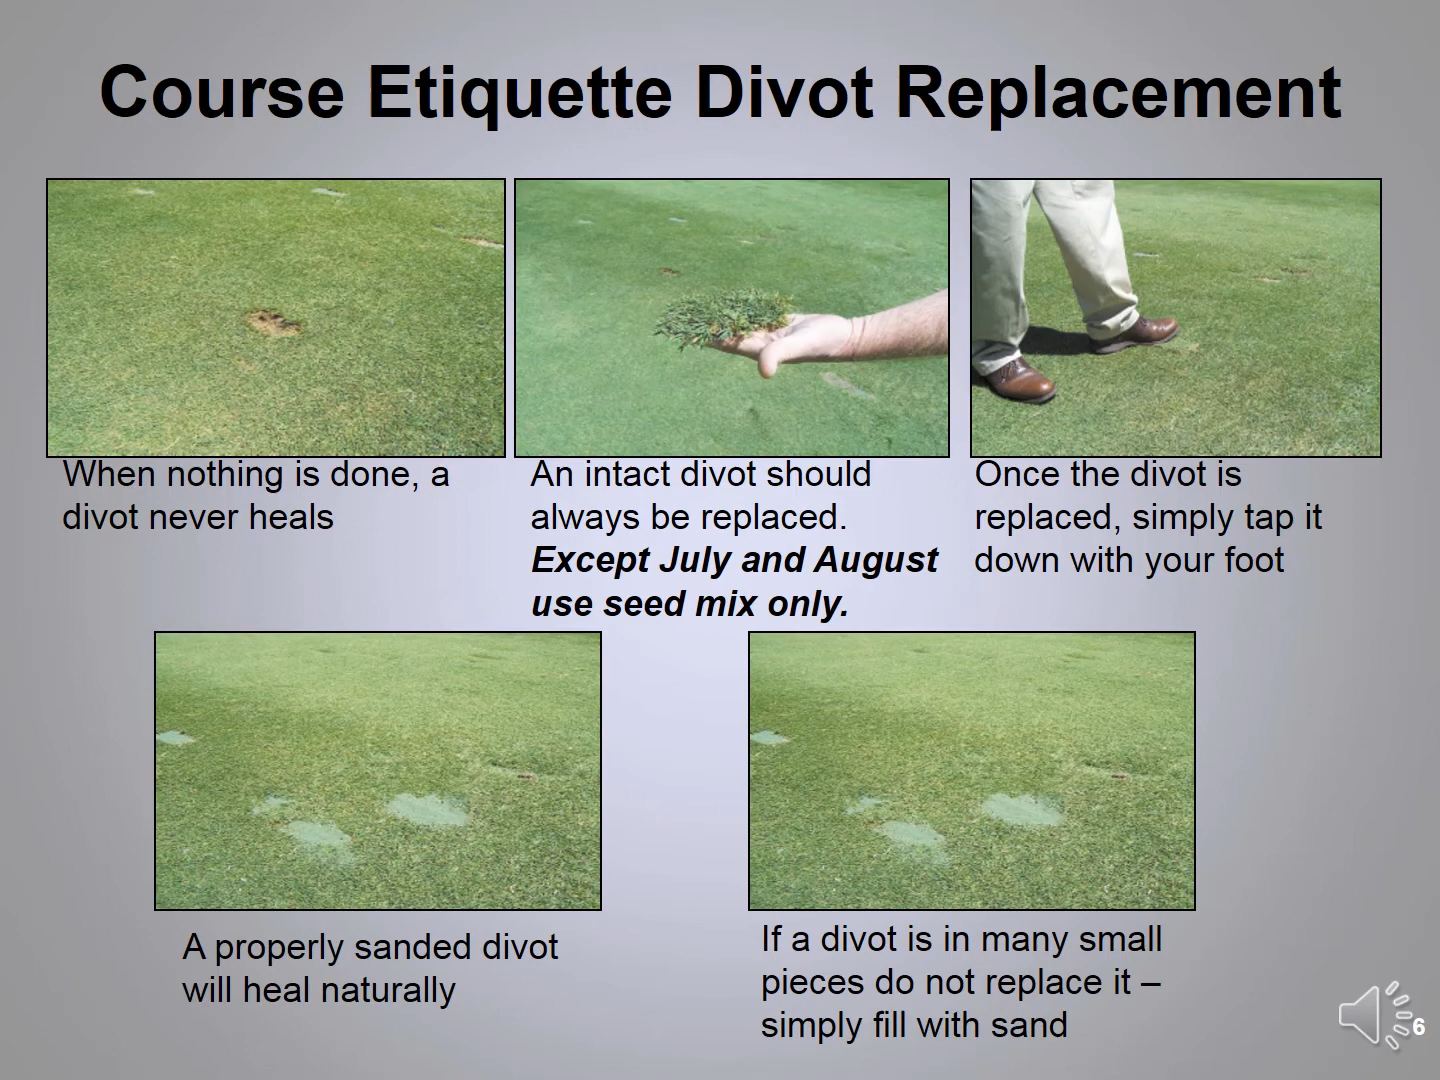 Course Etiquette Divot Replacement
When nothing is done, a
divot never heals
An intact divot should
always be replaced.
Except July and August
use seed mix only.
Once the divot is
replaced, simply tap it
down with your foot
A properly sanded divot
will heal naturally
If a divot is in many small
pieces do not replace it –
simply fill with sand
6